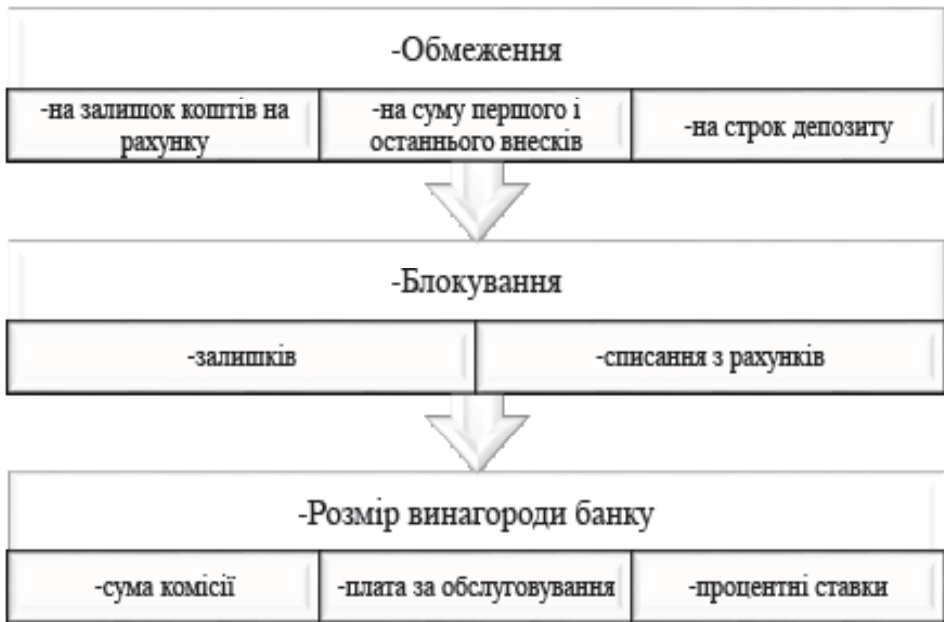 -Обмеження
-на залишок коштів на
рахунку
-на суму першого і
останнього внесків
-на строк депозиту
-Блокування
-залишків
-списання з рахунків
-Розмір винагороди банку
-сума комісії
-плата за обслуговування
-процентні ставки